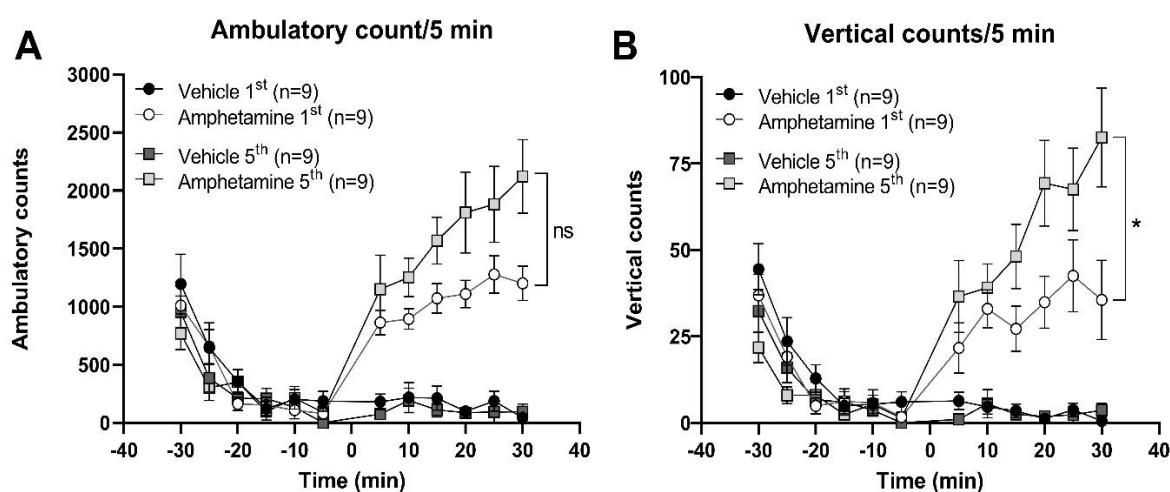 A
Ambulatory count/5 min
3000
2500
2000
1500
1000
500
0
Ambulatory counts
Vehicle 1st (n=9)
Amphetamine 1st (n=9)
Vehicle 5th (n=9)
Amphetamine 5th (n=9)
ns
-40 -30 -20 -10 0 10 20 30 40
Time (min)
B
Vertical counts/5 min
100
75
50
25
0
Vertical counts
Vehicle 1st (n=9)
Amphetamine 1st (n=9)
Vehicle 5th (n=9)
Amphetamine 5th (n=9)
*
-40 -30 -20 -10 0 10 20 30 40
Time (min)